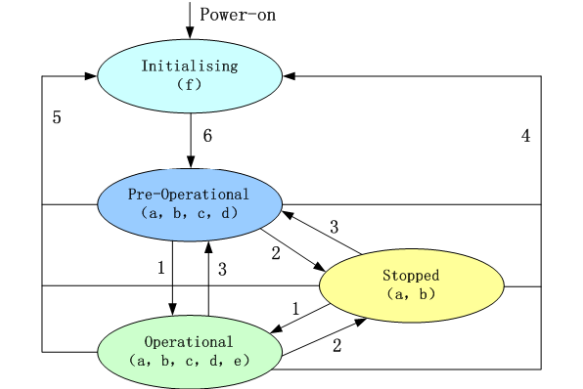 Power-on
Initialising
(f)
5
4
6
Pre-Operational
(a, b, c, d)
3
2
1
3
Stopped
(a, b)
1
Operational
(a, b, c, d, e)
2